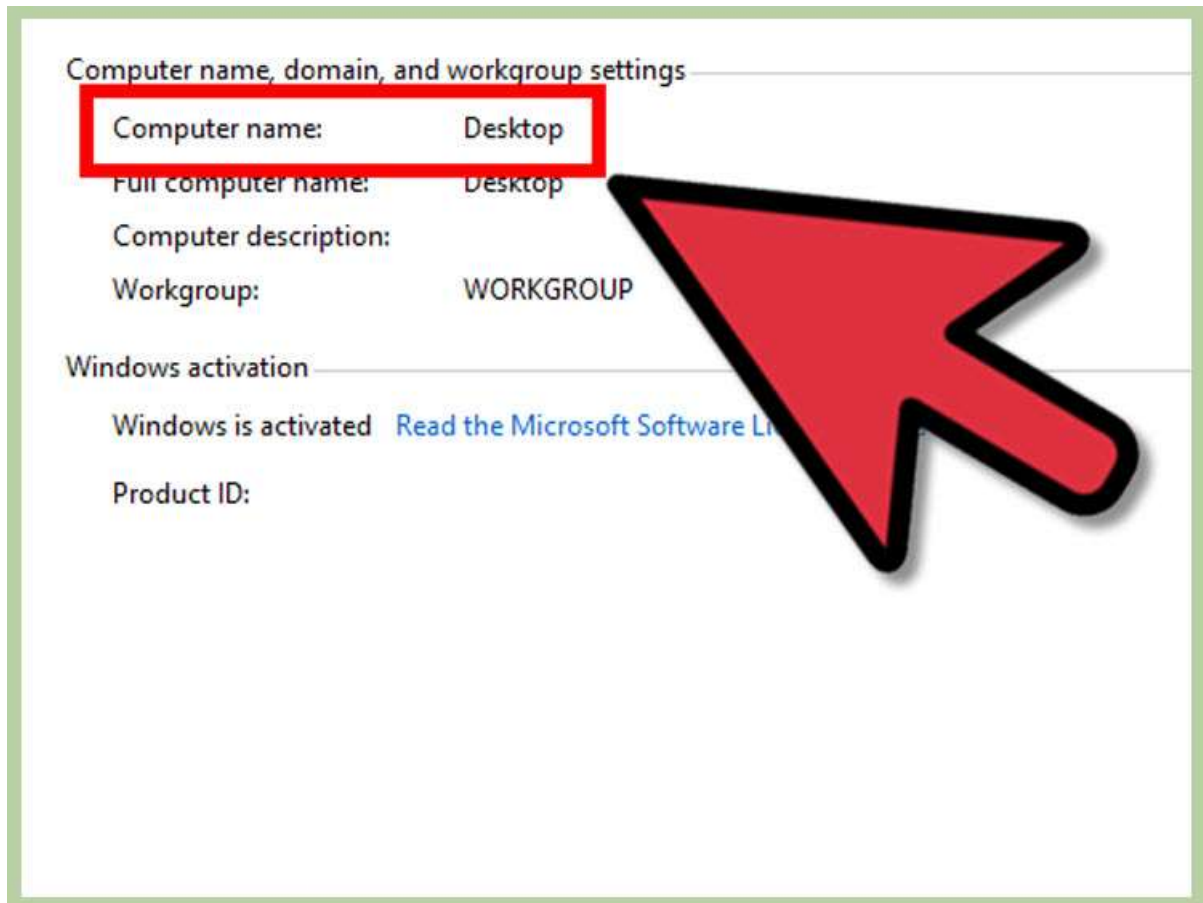 Computer name, domain, and workgroup settings
Computer name: Desktop
Full computer name: Desktop
Computer description:
Workgroup: WORKGROUP
Windows activation
Windows is activated Read the Microsoft Software
Product ID: